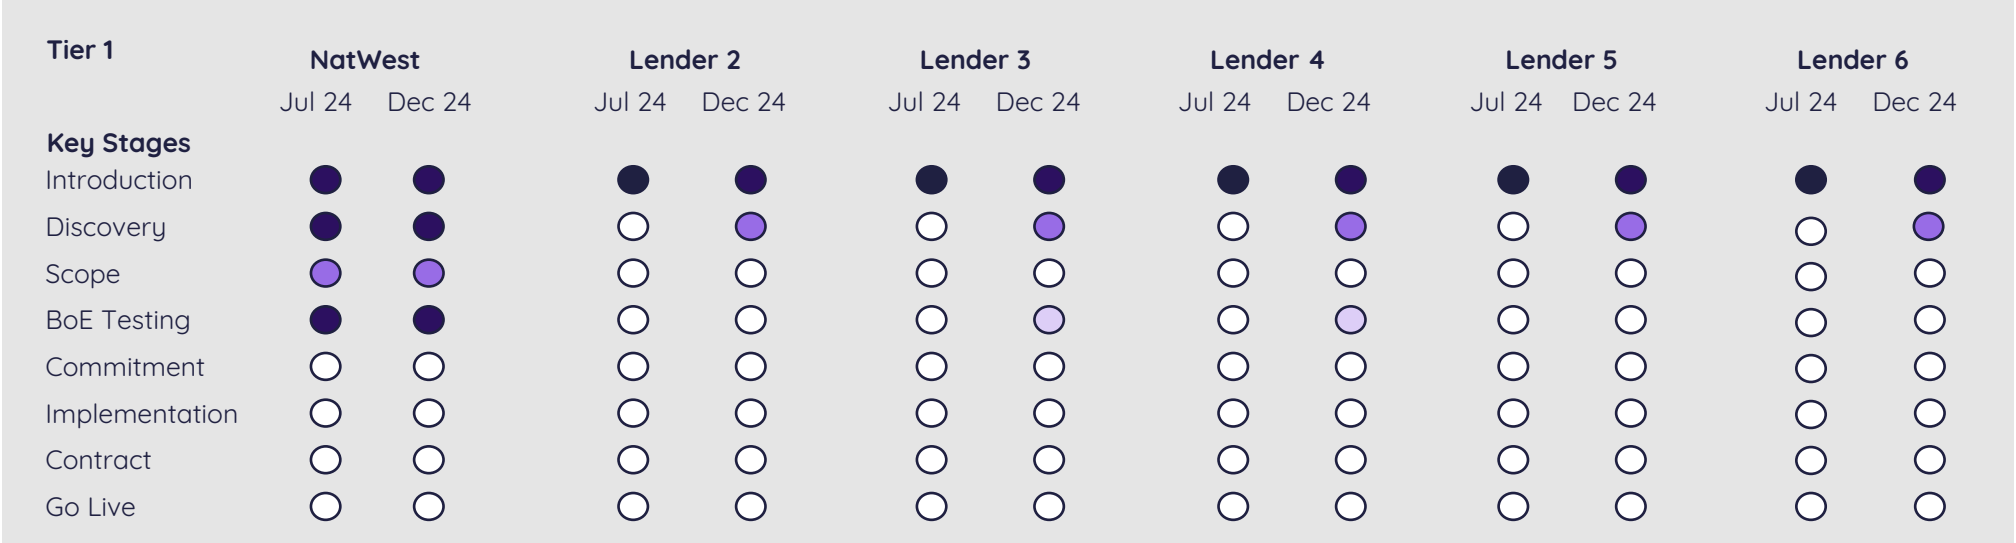 Tier 1
NatWest Lender 2 Lender 3 Lender 4 Lender 5 Lender 6
Jul 24 Dec 24 Jul 24 Dec 24 Jul 24 Dec 24 Jul 24 Dec 24 Jul 24 Dec 24 Jul 24 Dec 24
Key Stages
Introduction
Discovery
Scope
BoE Testing
Commitment
Implementation
Contract
Go Live